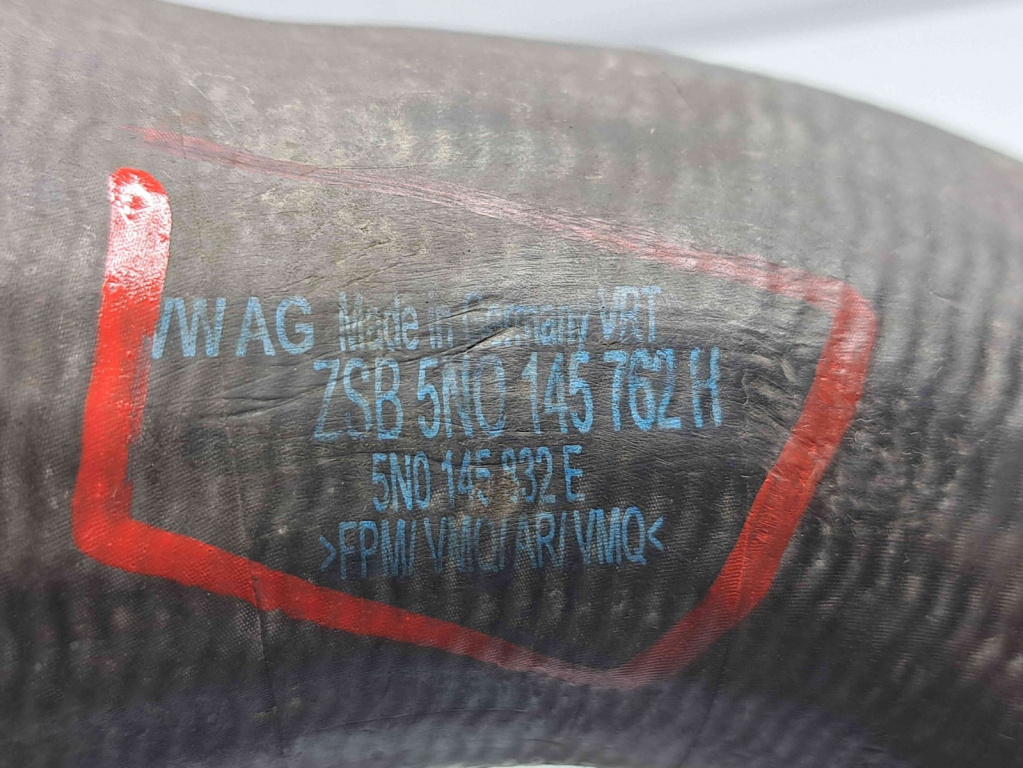 VW AG Made in Germany VRT
ZSB 5N0 145 762 H
5N0 145 832 E
>FPM/VMQ/AR/VMQ<